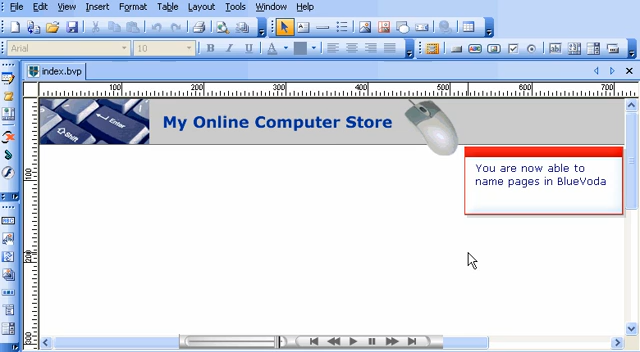 File Edit View Insert Format Table Layout Tools Window Help
Arial 10 B I U A
index.bvp
100 200 300 400 500 600 700
Shift Enter
My Online Computer Store
You are now able to
name pages in BlueVoda
100
200
300